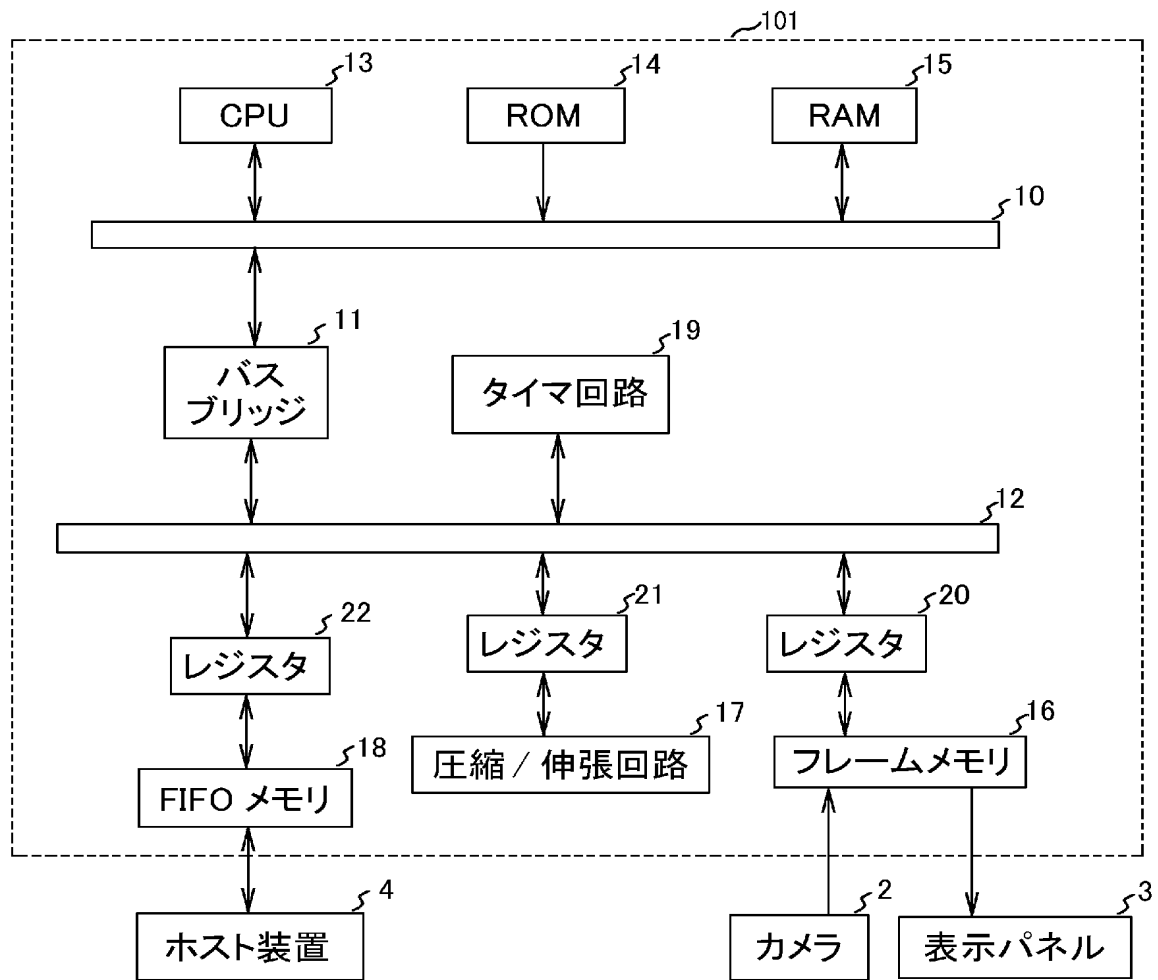 101
13
14
15
CPU
ROM
RAM
10
11
19
バス
ブリッジ
タイマ回路
12
22
21
20
レジスタ
レジスタ
レジスタ
18
17
16
FIFO メモリ
圧縮 / 伸張回路
フレームメモリ
4
2
3
ホスト装置
カメラ
表示パネル